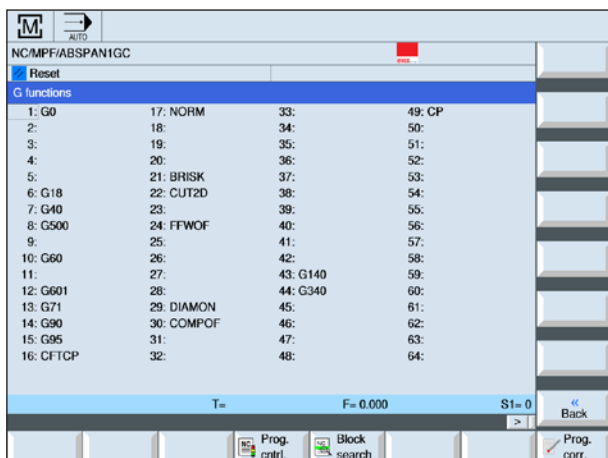 M
AUTO
NC/MPF/ABSPAN1GC
Reset
G functions
1: G0 17: NORM 33: 49: CP
2: 18: 34: 50:
3: 19: 35: 51:
4: 20: 36: 52:
5: 21: BRISK 37: 53:
6: G18 22: CUT2D 38: 54:
7: G40 23: 39: 55:
8: G500 24: FFWOF 40: 56:
9: 25: 41: 57:
10: G60 26: 42: 58:
11: 27: 43: G140 59:
12: G601 28: 44: G340 60:
13: G71 29: DIAMON 45: 61:
14: G90 30: COMPOF 46: 62:
15: G95 31: 47: 63:
16: CFTCP 32: 48: 64:
T= F= 0.000 S1= 0
«
Back
>
Prog. cntrl.
NC Block search
Prog. corr.